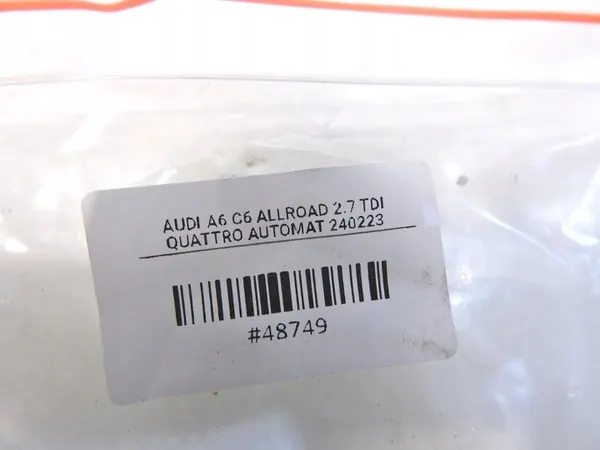 AUDI A6 C6 ALLROAD 2.7 TDI
QUATTRO AUTOMAT 240223
#48749